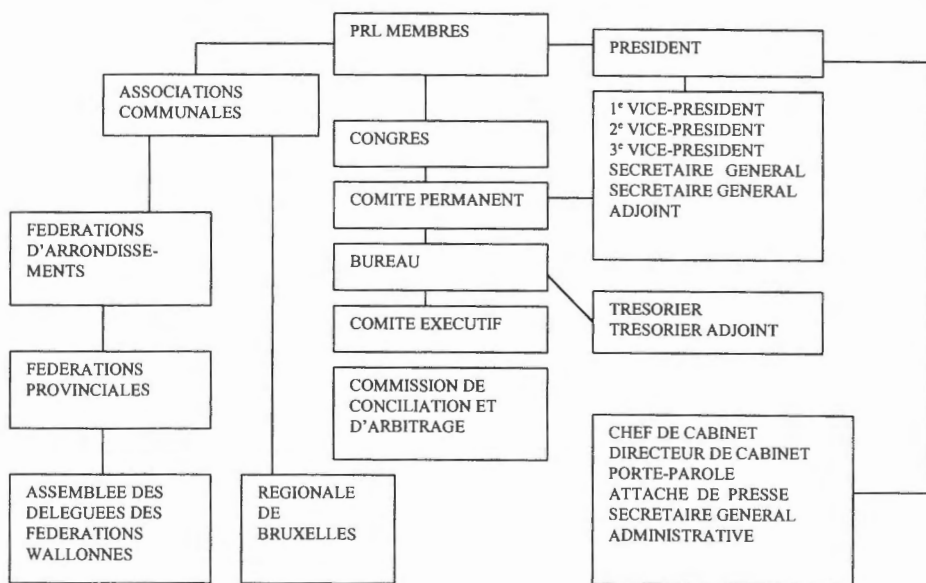 PRL MEMBRES
PRESIDENT
ASSOCIATIONS
COMMUNALES
1e VICE-PRESIDENT
2e VICE-PRESIDENT
3e VICE-PRESIDENT
SECRETAIRE GENERAL
SECRETAIRE GENERAL
ADJOINT
CONGRES
COMITE PERMANENT
FEDERATIONS
D'ARRONDISSE-
MENTS
BUREAU
TRESORIER
TRESORIER ADJOINT
COMITE EXECUTIF
FEDERATIONS
PROVINCIALES
COMMISSION DE
CONCILIATION ET
D'ARBITRAGE
CHEF DE CABINET
DIRECTEUR DE CABINET
PORTE-PAROLE
ATTACHE DE PRESSE
SECRETAIRE GENERAL
ADMINISTRATIVE
ASSEMBLEE DES
DELEGUEES DES
FEDERATIONS
WALLONNES
REGIONALE
DE
BRUXELLES